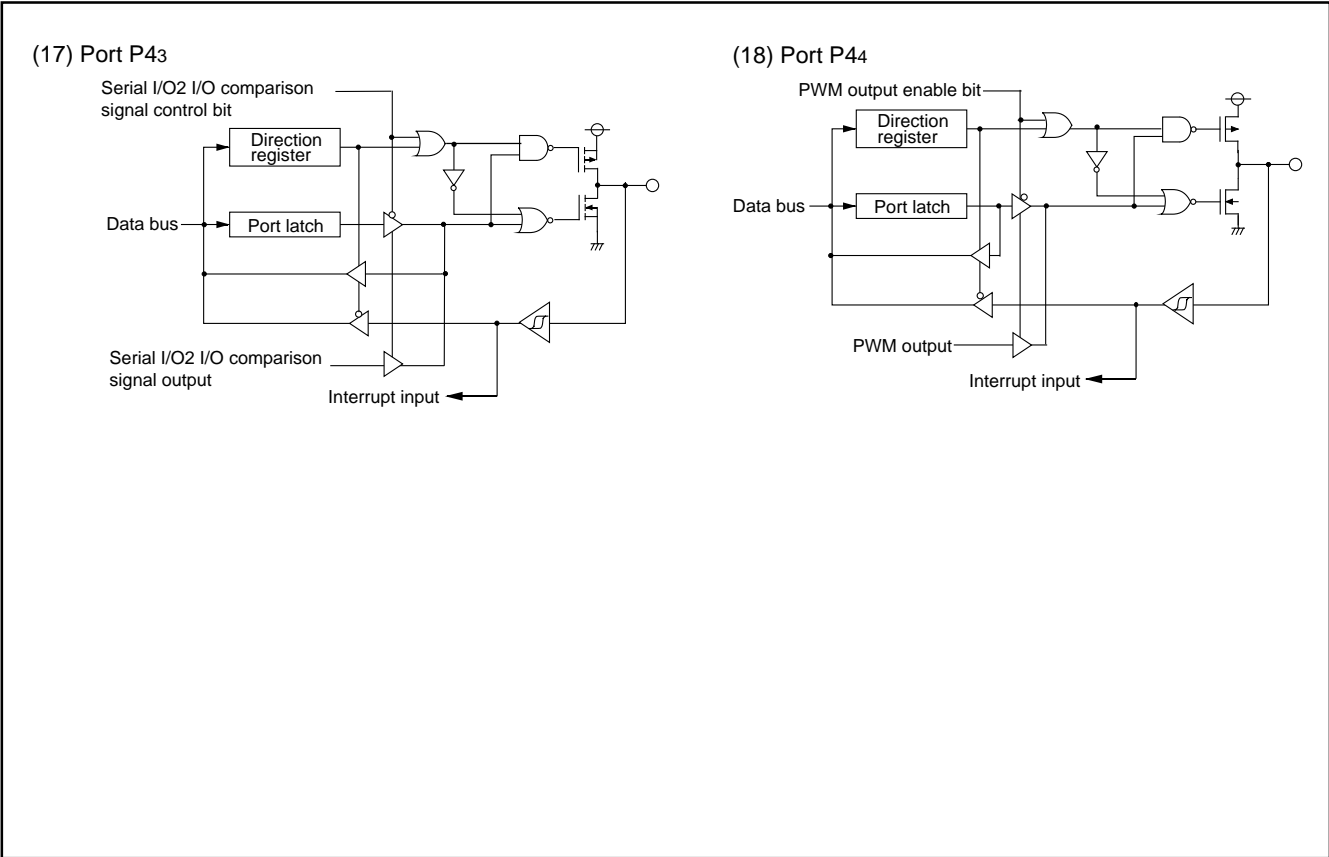 (17) Port P43
Serial I/O2 I/O comparison
signal control bit
Direction
register
Data bus
Port latch
Serial I/O2 I/O comparison
signal output
Interrupt input
(18) Port P44
PWM output enable bit
Direction
register
Data bus
Port latch
PWM output
Interrupt input